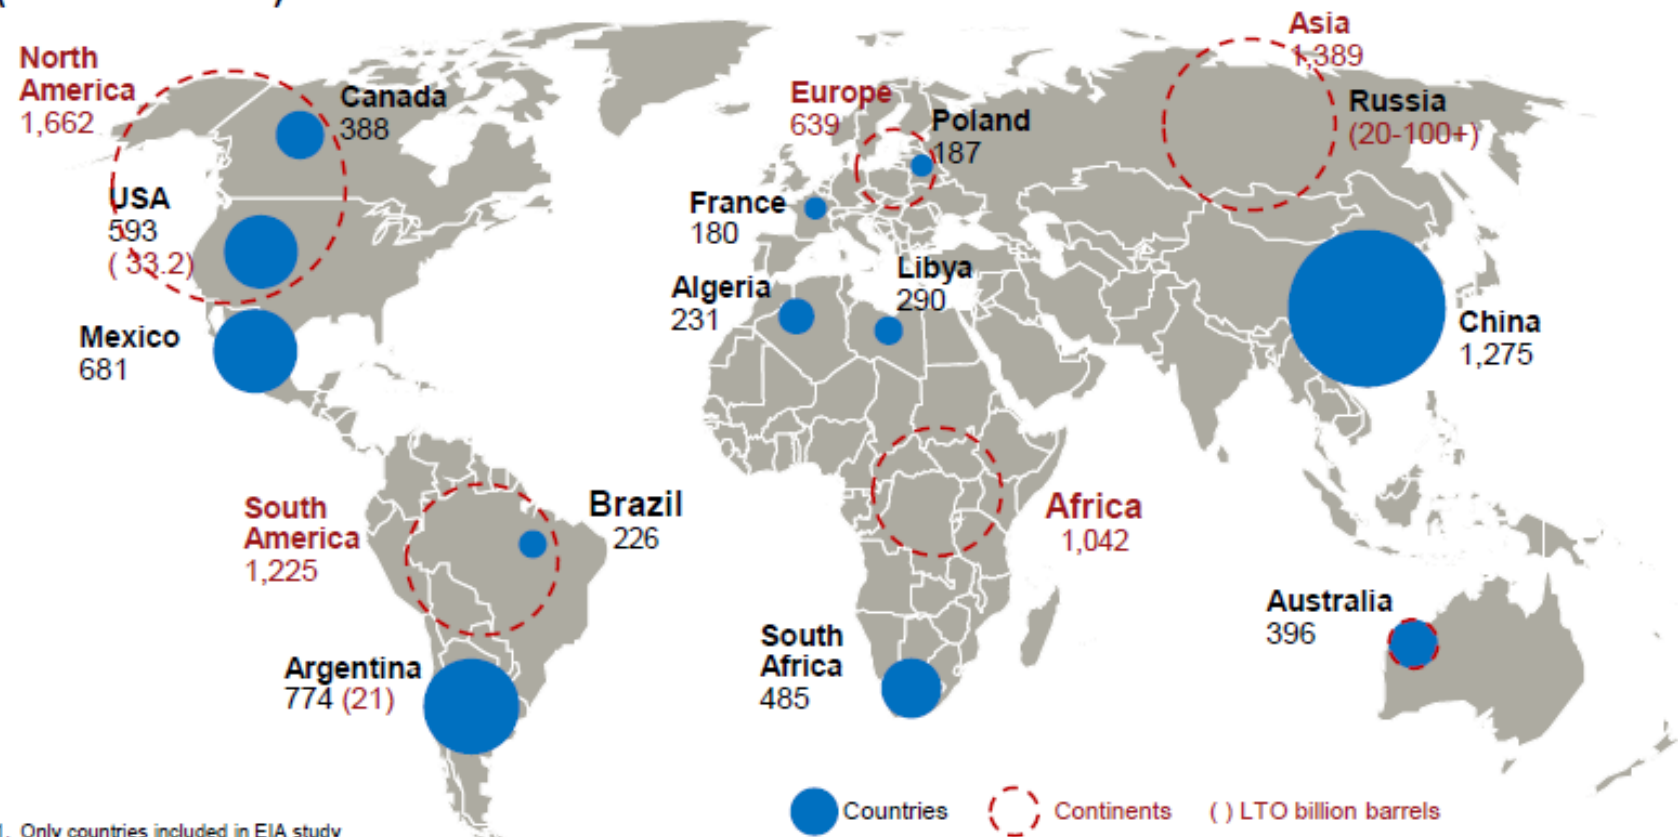 North
America
1,662
Canada
388
USA
593
( 33.2)
Mexico
681
South
America
1,225
Brazil
226
Argentina
774 (21)
Europe
639
Poland
187
France
180
Algeria
231
Libya
290
Africa
1,042
South
Africa
485
Asia
1,389
Russia
(20-100+)
China
1,275
Australia
396
Countries
Continents
( ) LTO billion barrels
1. Only countries included in EIA study